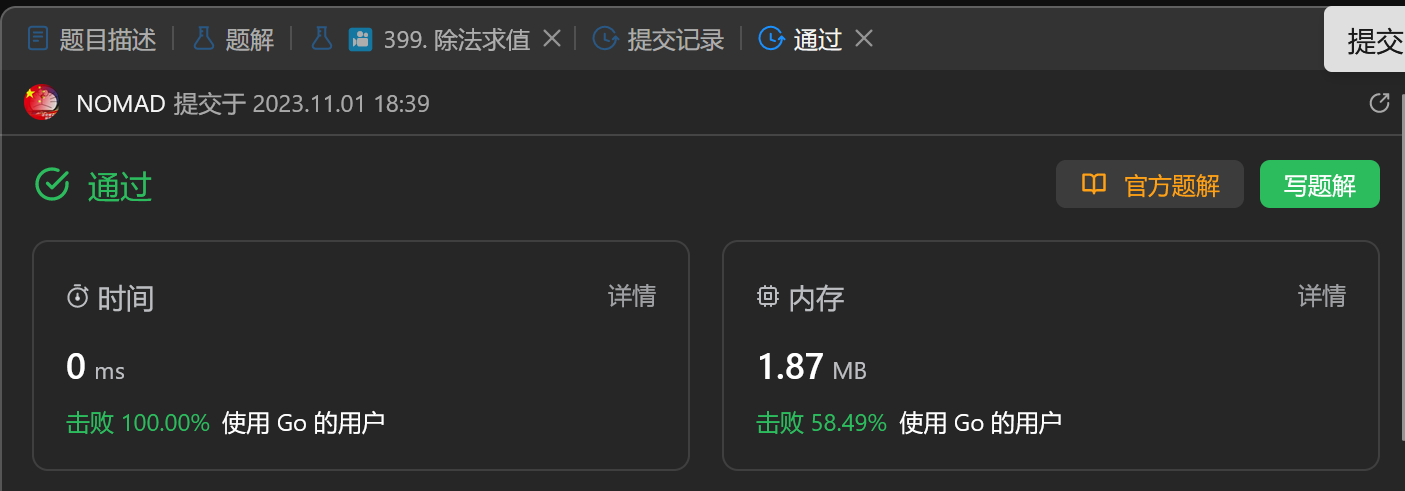 题目描述 题解 399. 除法求值 提交记录 通过 提交
NOMAD 提交于 2023.11.01 18:39
通过 官方题解 写题解
时间 详情 内存 详情
0 ms 1.87 MB
击败 100.00% 使用 Go 的用户 击败 58.49% 使用 Go 的用户